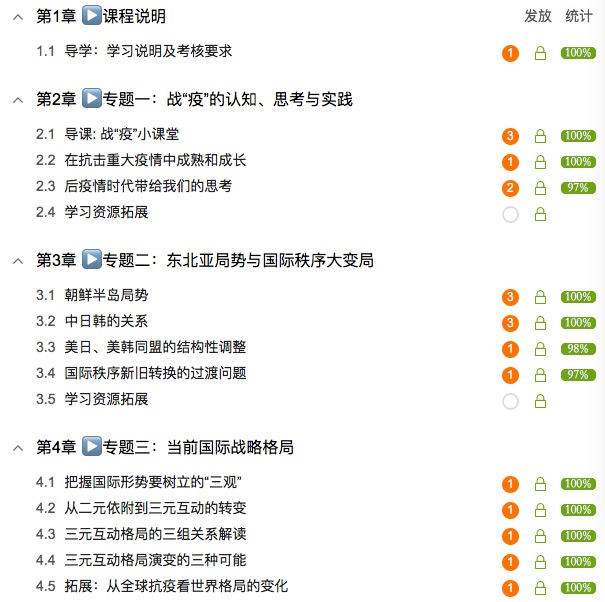 第1章 ▶课程说明 发放 统计
1.1 导学：学习说明及考核要求 1 100%
第2章 ▶专题一：战“疫”的认知、思考与实践
2.1 导课: 战“疫”小课堂 3 100%
2.2 在抗击重大疫情中成熟和成长 1 100%
2.3 后疫情时代带给我们的思考 2 97%
2.4 学习资源拓展
第3章 ▶专题二：东北亚局势与国际秩序大变局
3.1 朝鲜半岛局势 3 100%
3.2 中日韩的关系 3 100%
3.3 美日、美韩同盟的结构性调整 1 98%
3.4 国际秩序新旧转换的过渡问题 1 97%
3.5 学习资源拓展
第4章 ▶专题三：当前国际战略格局
4.1 把握国际形势要树立的“三观” 1 100%
4.2 从二元依附到三元互动的转变 1 100%
4.3 三元互动格局的三组关系解读 1 100%
4.4 三元互动格局演变的三种可能 1 100%
4.5 拓展：从全球抗疫看世界格局的变化 1 100%